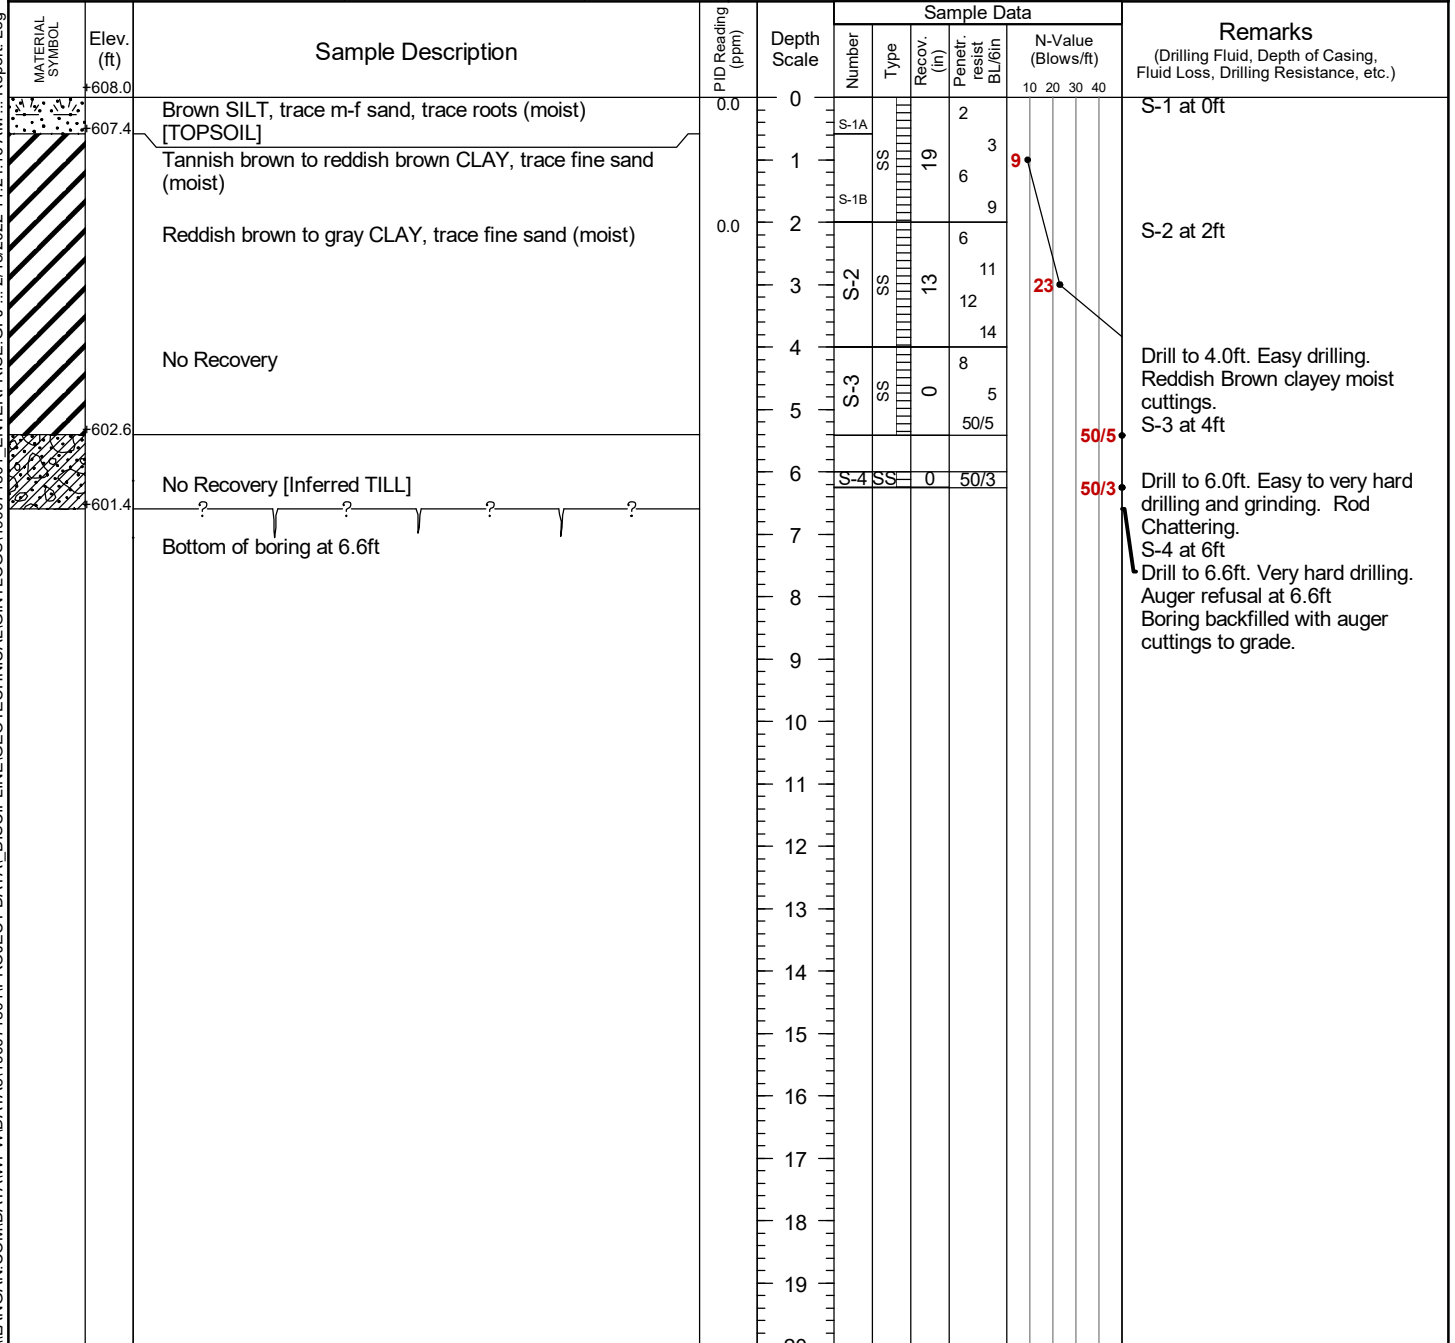 Sample Data
MATERIAL SYMBOL
Elev. (ft)
+608.0
Sample Description
PID Reading (ppm)
Depth Scale
Number
Type
Recov. (in)
Penetr. resist BL/6in
N-Value (Blows/ft)
10 20 30 40
Remarks
(Drilling Fluid, Depth of Casing,
Fluid Loss, Drilling Resistance, etc.)
Brown SILT, trace m-f sand, trace roots (moist)
[TOPSOIL]
+607.4
Tannish brown to reddish brown CLAY, trace fine sand
(moist)
Reddish brown to gray CLAY, trace fine sand (moist)
No Recovery
+602.6
No Recovery [Inferred TILL]
+601.4
? ? ? ?
Bottom of boring at 6.6ft
0.0
0.0
0
1
2
3
4
5
6
7
8
9
10
11
12
13
14
15
16
17
18
19
20
S-1A
S-1B
SS
19
2
3
6
9
S-2
SS
13
6
11
12
14
S-3
SS
0
8
5
50/5
S-4 SS 0 50/3
9
23
50/5
50/3
S-1 at 0ft
S-2 at 2ft
Drill to 4.0ft. Easy drilling.
Reddish Brown clayey moist
cuttings.
S-3 at 4ft
Drill to 6.0ft. Easy to very hard
drilling and grinding. Rod
Chattering.
S-4 at 6ft
Drill to 6.6ft. Very hard drilling.
Auger refusal at 6.6ft
Boring backfilled with auger
cuttings to grade.